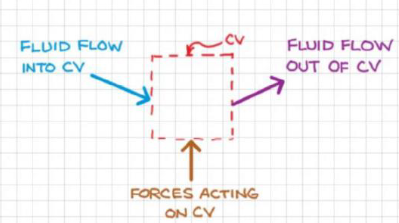 CV
FLUID FLOW
INTO CV
FLUID FLOW
OUT OF CV
FORCES ACTING
ON CV